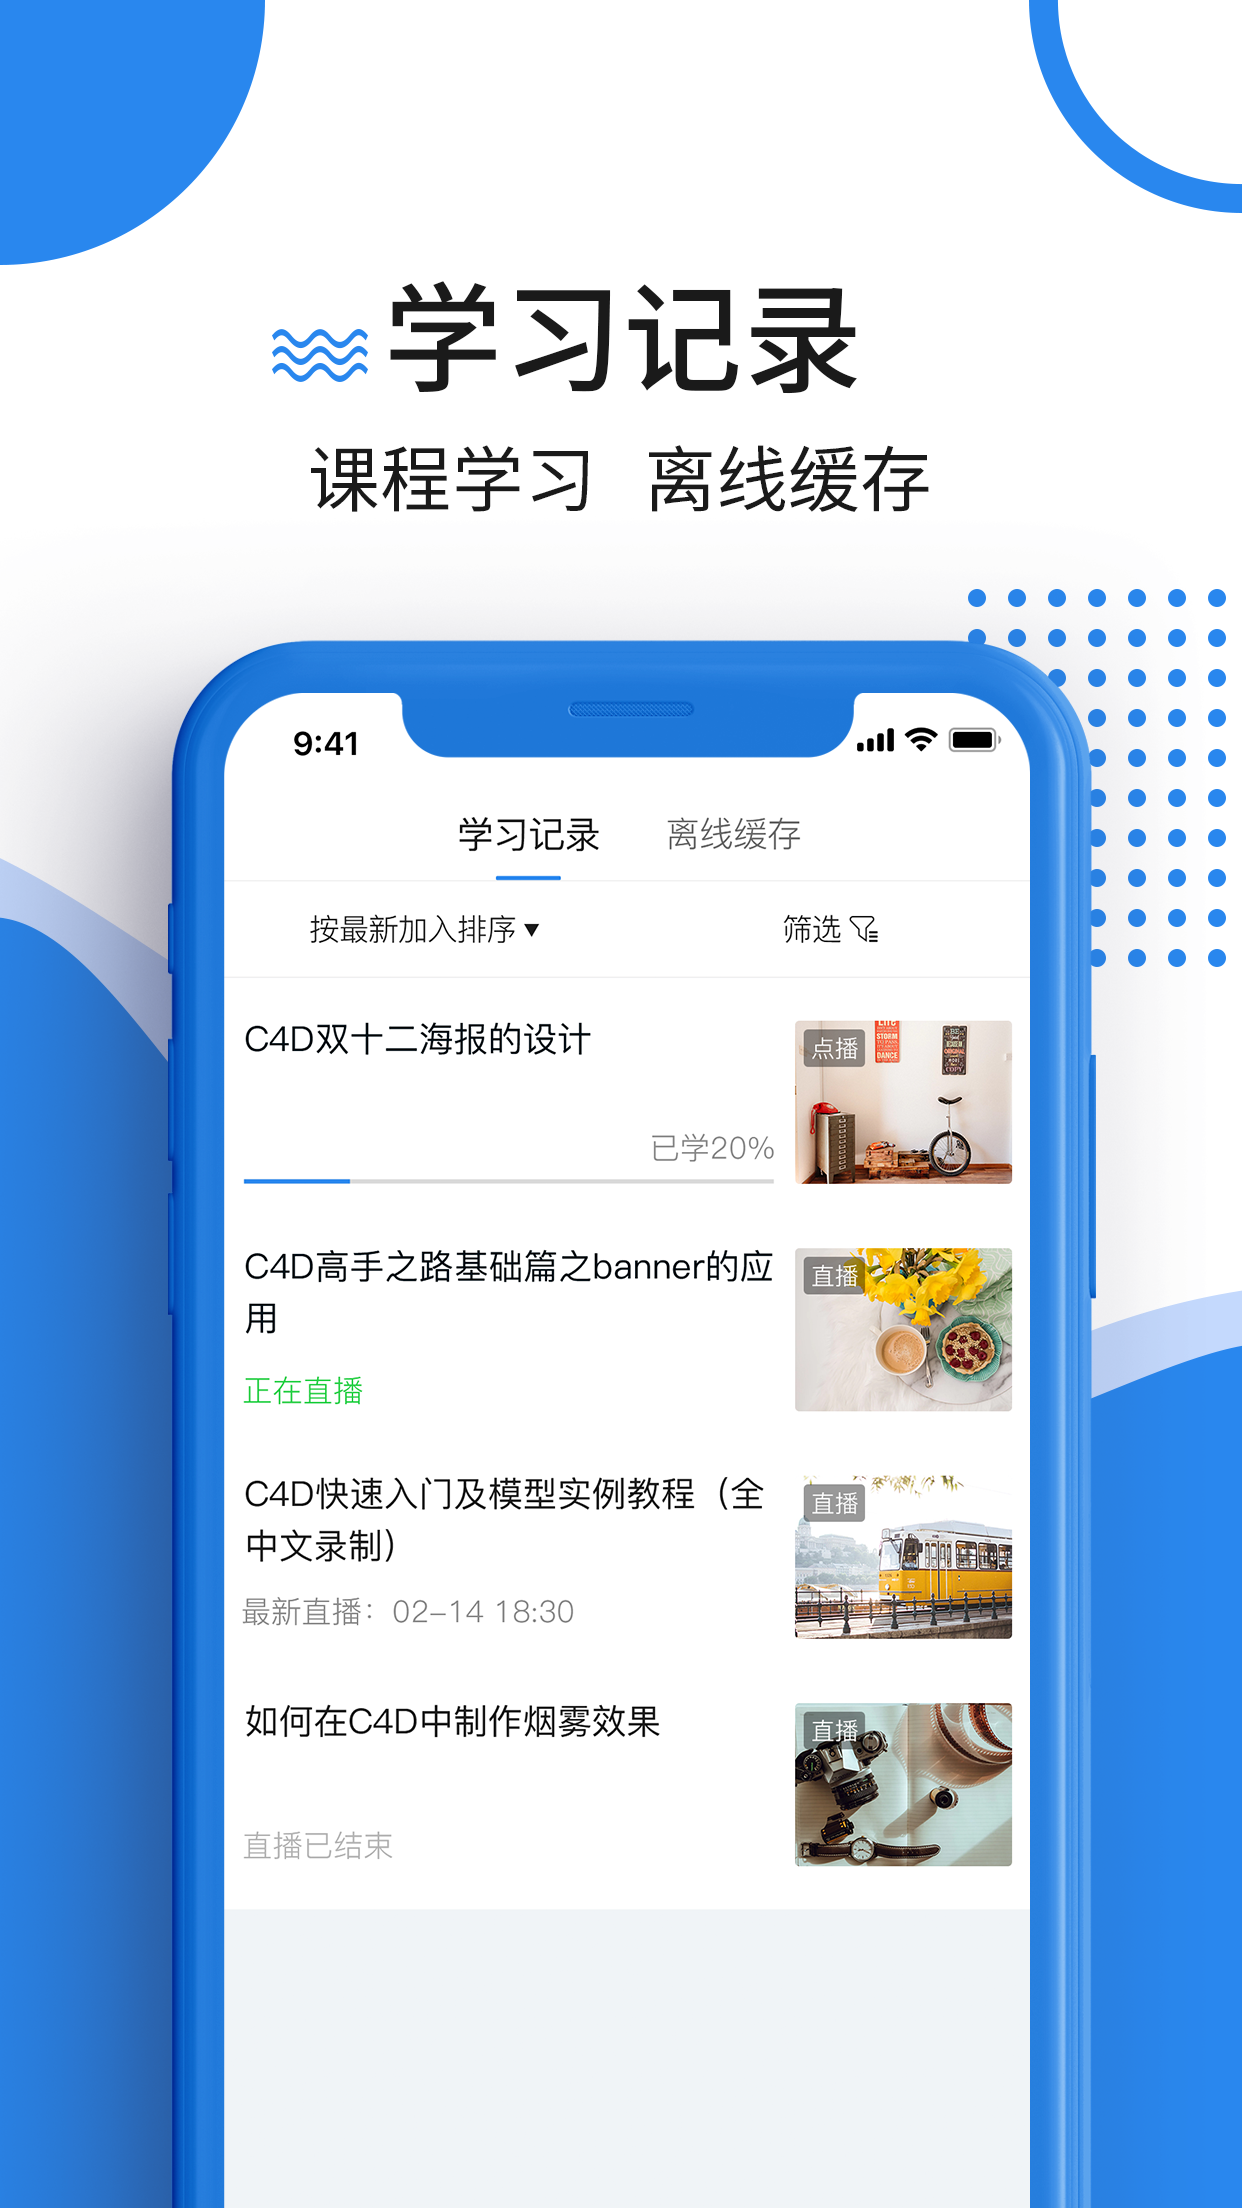 学习记录
课程学习 离线缓存
9:41
学习记录 离线缓存
按最新加入排序 筛选
C4D双十二海报的设计
点播
已学20%
C4D高手之路基础篇之banner的应
用
直播
正在直播
C4D快速入门及模型实例教程（全
中文录制）
直播
最新直播：02-14 18:30
如何在C4D中制作烟雾效果
直播
直播已结束